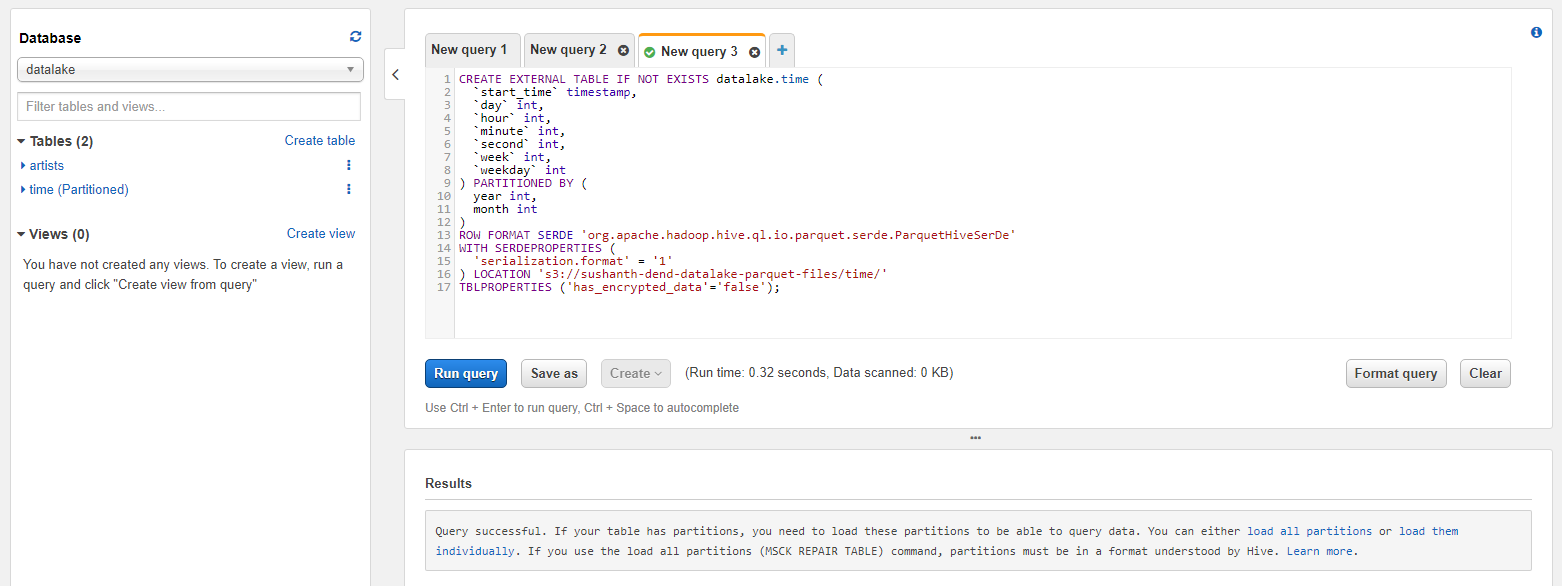 Database
datalake
Filter tables and views...
Tables (2)
Create table
artists
time (Partitioned)
Views (0)
Create view
You have not created any views. To create a view, run a
query and click "Create view from query"
New query 1
New query 2
New query 3
1 CREATE EXTERNAL TABLE IF NOT EXISTS datalake.time (
2 `start_time` timestamp,
3 `day` int,
4 `hour` int,
5 `minute` int,
6 `second` int,
7 `week` int,
8 `weekday` int
9 ) PARTITIONED BY (
10 year int,
11 month int
12 )
13 ROW FORMAT SERDE 'org.apache.hadoop.hive.ql.io.parquet.serde.ParquetHiveSerDe'
14 WITH SERDEPROPERTIES (
15 'serialization.format' = '1'
16 ) LOCATION 's3://sushanth-dend-datalake-parquet-files/time/'
17 TBLPROPERTIES ('has_encrypted_data'='false');
Run query
Save as
Create
(Run time: 0.32 seconds, Data scanned: 0 KB)
Format query
Clear
Use Ctrl + Enter to run query, Ctrl + Space to autocomplete
Results
Query successful. If your table has partitions, you need to load these partitions to be able to query data. You can either load all partitions or load them
individually. If you use the load all partitions (MSCK REPAIR TABLE) command, partitions must be in a format understood by Hive. Learn more.